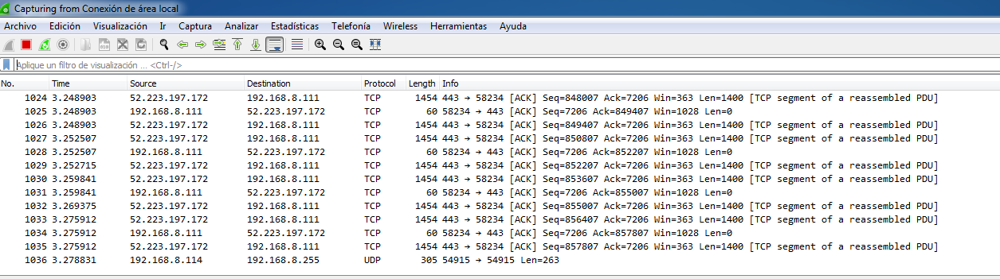 Capturing from Conexión de área local
Archivo Edición Visualización Ir Captura Analizar Estadísticas Telefonía Wireless Herramientas Ayuda
Aplique un filtro de visualización ... <Ctrl-/>
No. Time Source Destination Protocol Length Info
1024 3.248903 52.223.197.172 192.168.8.111 TCP 1454 443 → 58234 [ACK] Seq=848007 Ack=7206 Win=363 Len=1400 [TCP segment of a reassembled PDU]
1025 3.248903 192.168.8.111 52.223.197.172 TCP 60 58234 → 443 [ACK] Seq=7206 Ack=849407 Win=1028 Len=0
1026 3.248903 52.223.197.172 192.168.8.111 TCP 1454 443 → 58234 [ACK] Seq=849407 Ack=7206 Win=363 Len=1400 [TCP segment of a reassembled PDU]
1027 3.252507 52.223.197.172 192.168.8.111 TCP 1454 443 → 58234 [ACK] Seq=850807 Ack=7206 Win=363 Len=1400 [TCP segment of a reassembled PDU]
1028 3.252507 192.168.8.111 52.223.197.172 TCP 60 58234 → 443 [ACK] Seq=7206 Ack=852207 Win=1028 Len=0
1029 3.252715 52.223.197.172 192.168.8.111 TCP 1454 443 → 58234 [ACK] Seq=852207 Ack=7206 Win=363 Len=1400 [TCP segment of a reassembled PDU]
1030 3.259841 52.223.197.172 192.168.8.111 TCP 1454 443 → 58234 [ACK] Seq=853607 Ack=7206 Win=363 Len=1400 [TCP segment of a reassembled PDU]
1031 3.259841 192.168.8.111 52.223.197.172 TCP 60 58234 → 443 [ACK] Seq=7206 Ack=855007 Win=1028 Len=0
1032 3.269375 52.223.197.172 192.168.8.111 TCP 1454 443 → 58234 [ACK] Seq=855007 Ack=7206 Win=363 Len=1400 [TCP segment of a reassembled PDU]
1033 3.275912 52.223.197.172 192.168.8.111 TCP 1454 443 → 58234 [ACK] Seq=856407 Ack=7206 Win=363 Len=1400 [TCP segment of a reassembled PDU]
1034 3.275912 192.168.8.111 52.223.197.172 TCP 60 58234 → 443 [ACK] Seq=7206 Ack=857807 Win=1028 Len=0
1035 3.275912 52.223.197.172 192.168.8.111 TCP 1454 443 → 58234 [ACK] Seq=857807 Ack=7206 Win=363 Len=1400 [TCP segment of a reassembled PDU]
1036 3.278831 192.168.8.114 192.168.8.255 UDP 305 54915 → 54915 Len=263